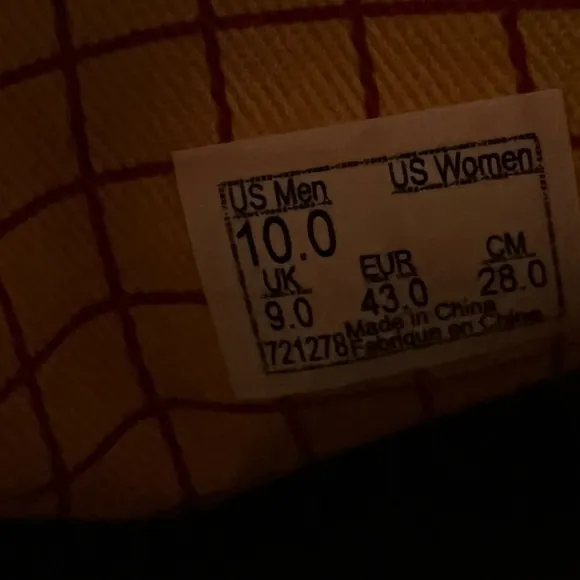 US Men US Women
10.0
UK EUR CM
9.0 43.0 28.0
Made in China
721278 Fabrique en Chine